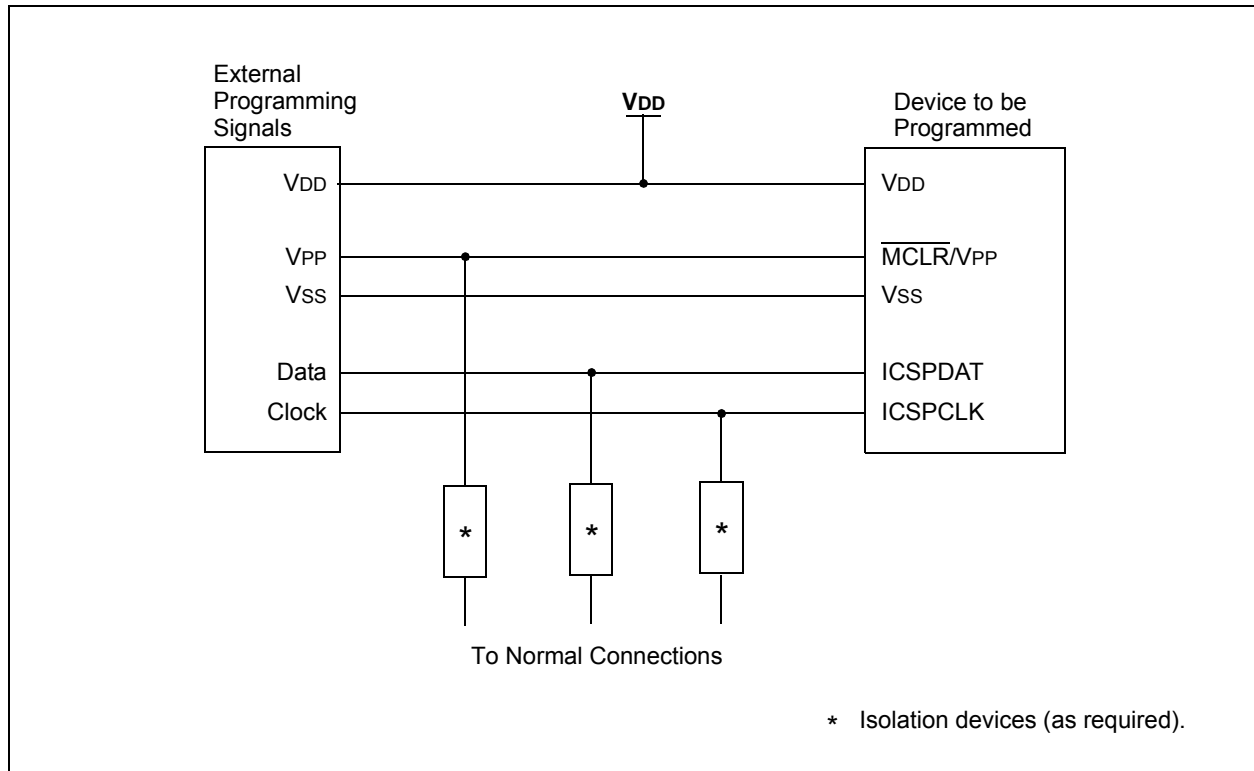 External
Programming
Signals
VDD
Device to be
Programmed
VDD
VPP
VSS
Data
Clock
VDD
MCLR/VPP
VSS
ICSPDAT
ICSPCLK
*
*
*
To Normal Connections
* Isolation devices (as required).